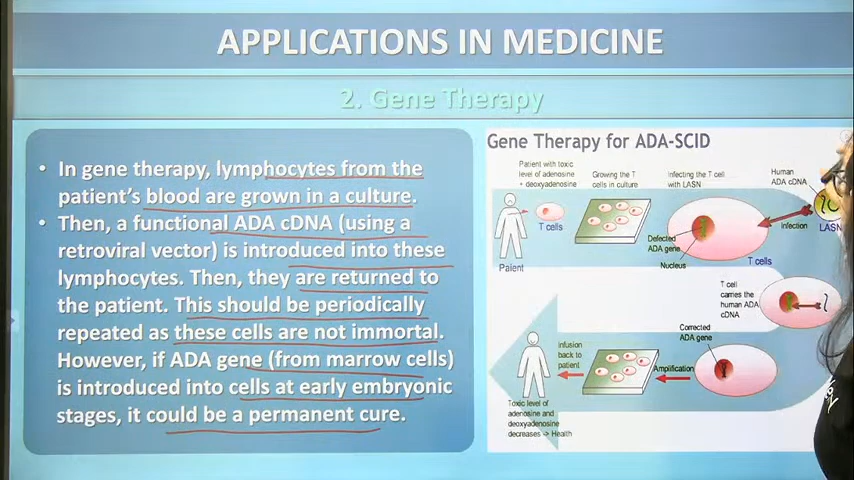 APPLICATIONS IN MEDICINE
2. Gene Therapy
• In gene therapy, lymphocytes from the
patient's blood are grown in a culture.
• Then, a functional ADA cDNA (using a
retroviral vector) is introduced into these
lymphocytes. Then, they are returned to
the patient. This should be periodically
repeated as these cells are not immortal.
However, if ADA gene (from marrow cells)
is introduced into cells at early embryonic
stages, it could be a permanent cure.
Gene Therapy for ADA-SCID
Patient with toxic
level of adenosine
+ deoxyadenosine
Growing the T
cells in culture
Infecting the T cell
with LASN
Human
ADA cDNA
T cells
Paient
Defected
ADA gene
Nucleus
T cells
Infection
LASN
T cell
carries the
human ADA
cDNA
Corrected
ADA gene
Amplification
Infusion
back to
patient
Toxic level of
adenosine and
deoxyadenosine
decreases -> Health